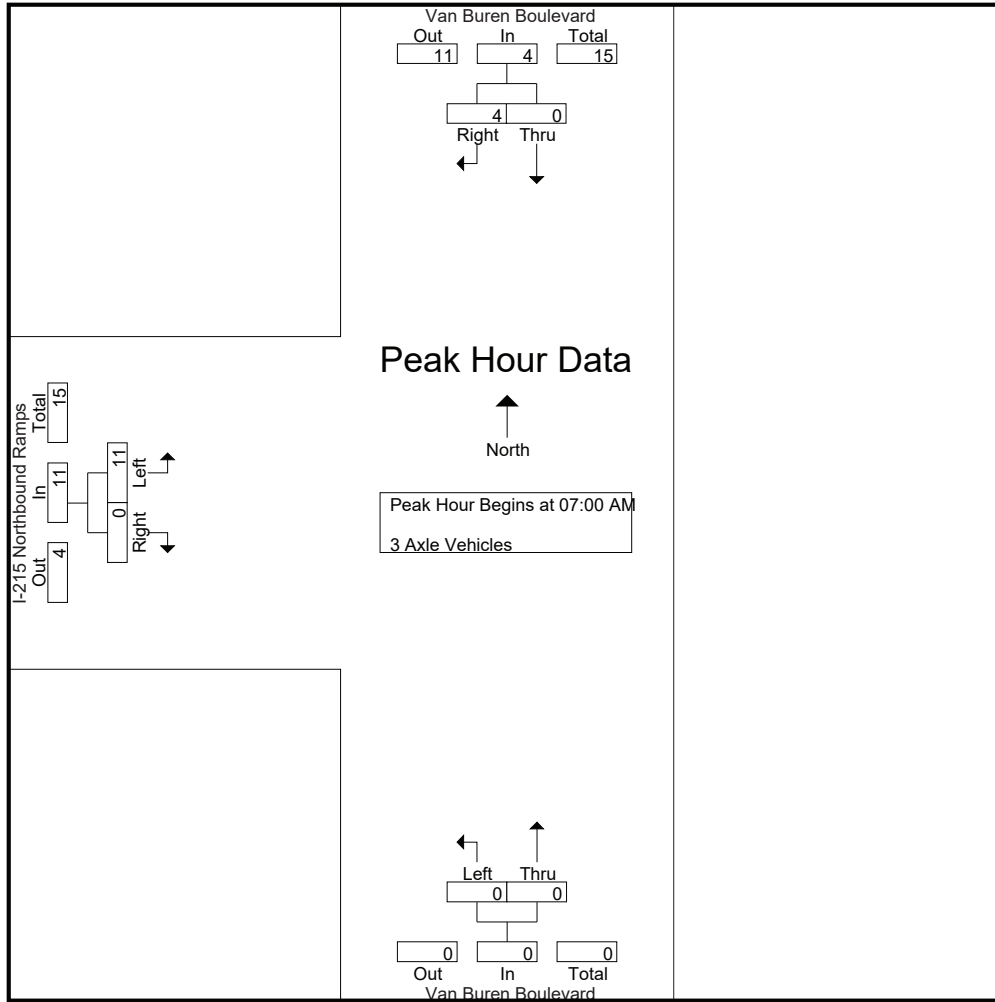 Van Buren Boulevard
Out In Total
11 4 15
4 0
Right Thru
Peak Hour Data
North
Peak Hour Begins at 07:00 AM
3 Axle Vehicles
I-215 Northbound Ramps
Out In Total
4 11 15
0 11
Right Left
Left Thru
0 0
0 0 0
Out In Total
Van Buren Boulevard